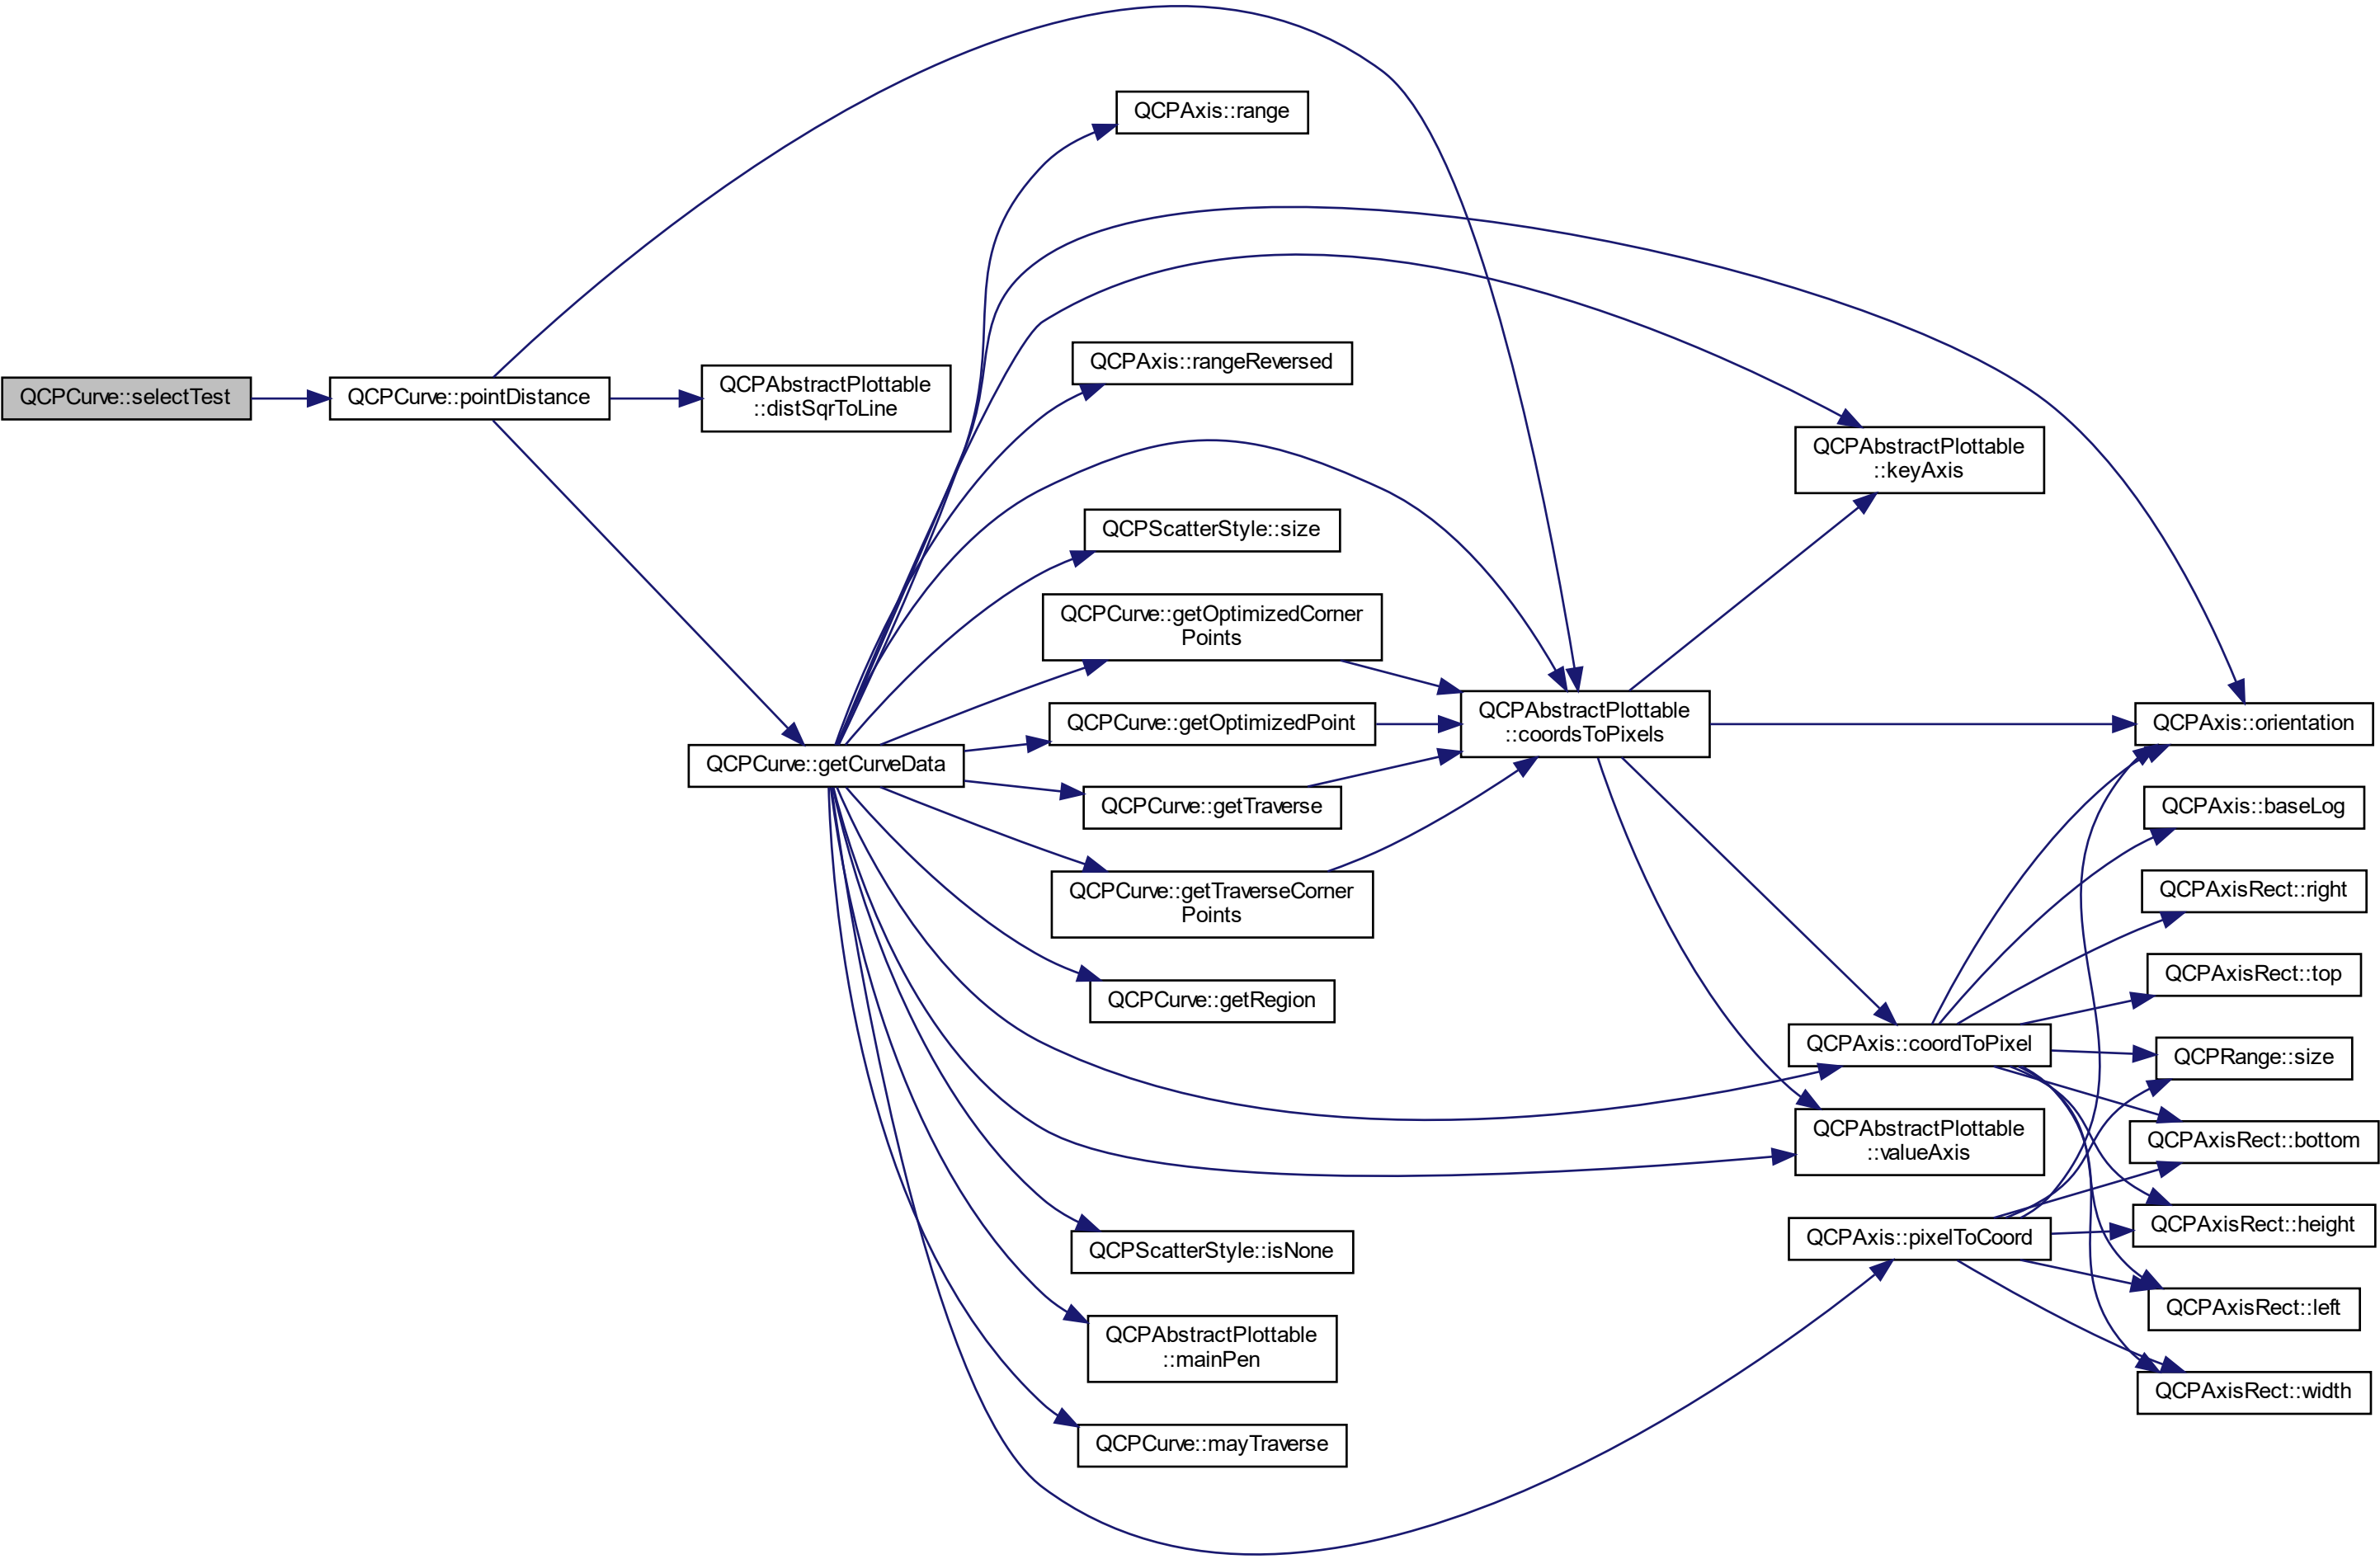 QCPCurve::selectTest
QCPCurve::pointDistance
QCPAbstractPlottable
::distSqrToLine
QCPCurve::getCurveData
QCPAxis::range
QCPAxis::rangeReversed
QCPScatterStyle::size
QCPCurve::getOptimizedCorner
Points
QCPCurve::getOptimizedPoint
QCPCurve::getTraverse
QCPCurve::getTraverseCorner
Points
QCPCurve::getRegion
QCPScatterStyle::isNone
QCPAbstractPlottable
::mainPen
QCPCurve::mayTraverse
QCPAbstractPlottable
::coordsToPixels
QCPAbstractPlottable
::keyAxis
QCPAxis::coordToPixel
QCPAbstractPlottable
::valueAxis
QCPAxis::pixelToCoord
QCPAxis::orientation
QCPAxis::baseLog
QCPAxisRect::right
QCPAxisRect::top
QCPRange::size
QCPAxisRect::bottom
QCPAxisRect::height
QCPAxisRect::left
QCPAxisRect::width